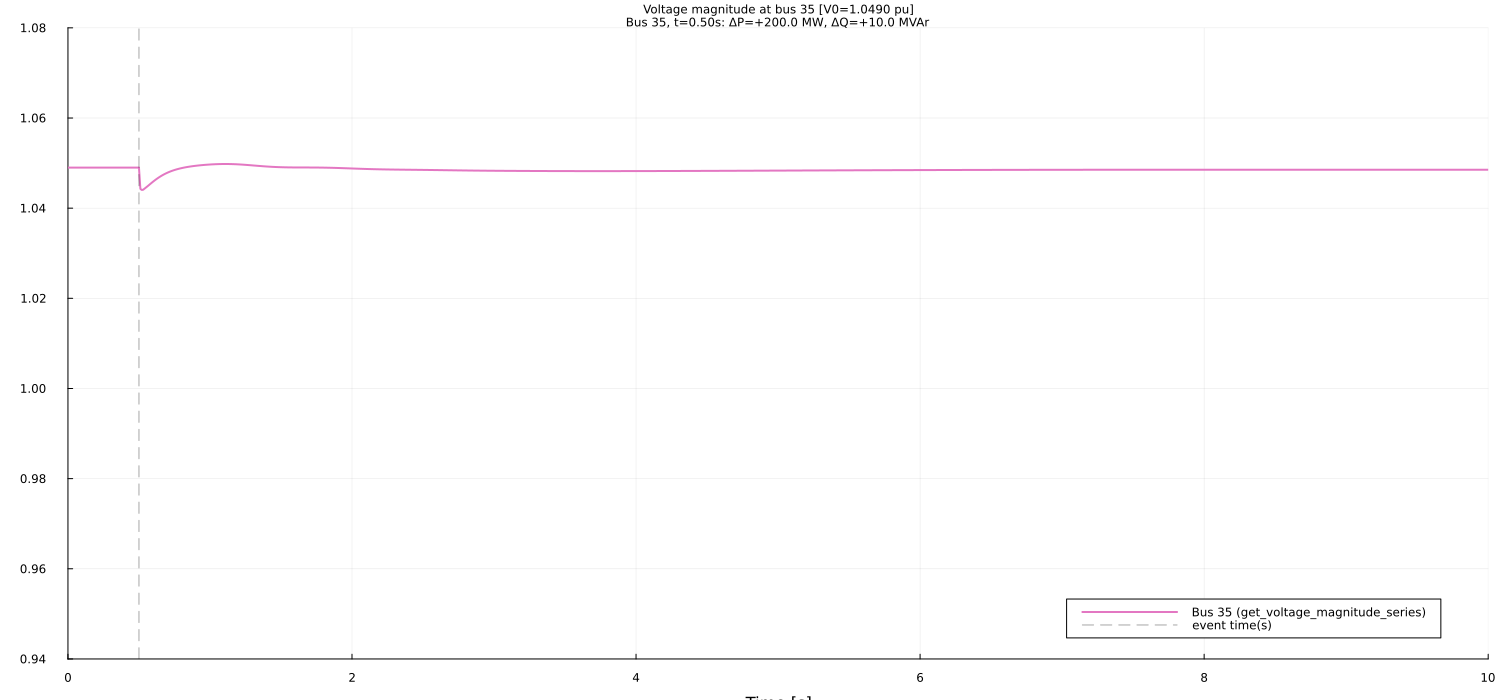 Voltage magnitude at bus 35 [V0=1.0490 pu]
Bus 35, t=0.50s: ΔP=+200.0 MW, ΔQ=+10.0 MVAr
1.08
1.06
1.04
1.02
1.00
0.98
0.96
0.94
Bus 35 (get_voltage_magnitude_series)
event time(s)
0 2 4 6 8 10
Time [s]